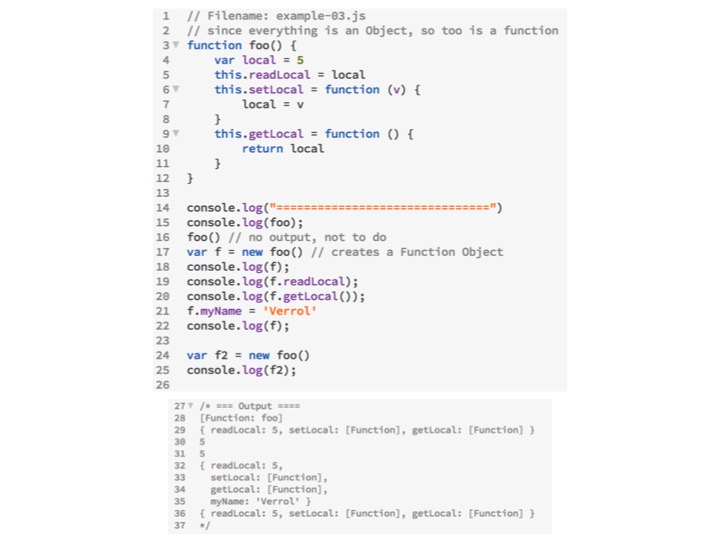 1 // Filename: example-03.js
2 // since everything is an Object, so too is a function
3 function foo() {
4 var local = 5
5 this.readLocal = local
6 this.setLocal = function (v) {
7 local = v
8 }
9 this.getLocal = function () {
10 return local
11 }
12 }
13
14 console.log("===============================")
15 console.log(foo);
16 foo() // no output, not to do
17 var f = new foo() // creates a Function Object
18 console.log(f);
19 console.log(f.readLocal);
20 console.log(f.getLocal());
21 f.myName = 'Verrol'
22 console.log(f);
23
24 var f2 = new foo()
25 console.log(f2);
26
27 /* === Output ====
28 [Function: foo]
29 { readLocal: 5, setLocal: [Function], getLocal: [Function] }
30 5
31 5
32 { readLocal: 5,
33 setLocal: [Function],
34 getLocal: [Function],
35 myName: 'Verrol' }
36 { readLocal: 5, setLocal: [Function], getLocal: [Function] }
37 */